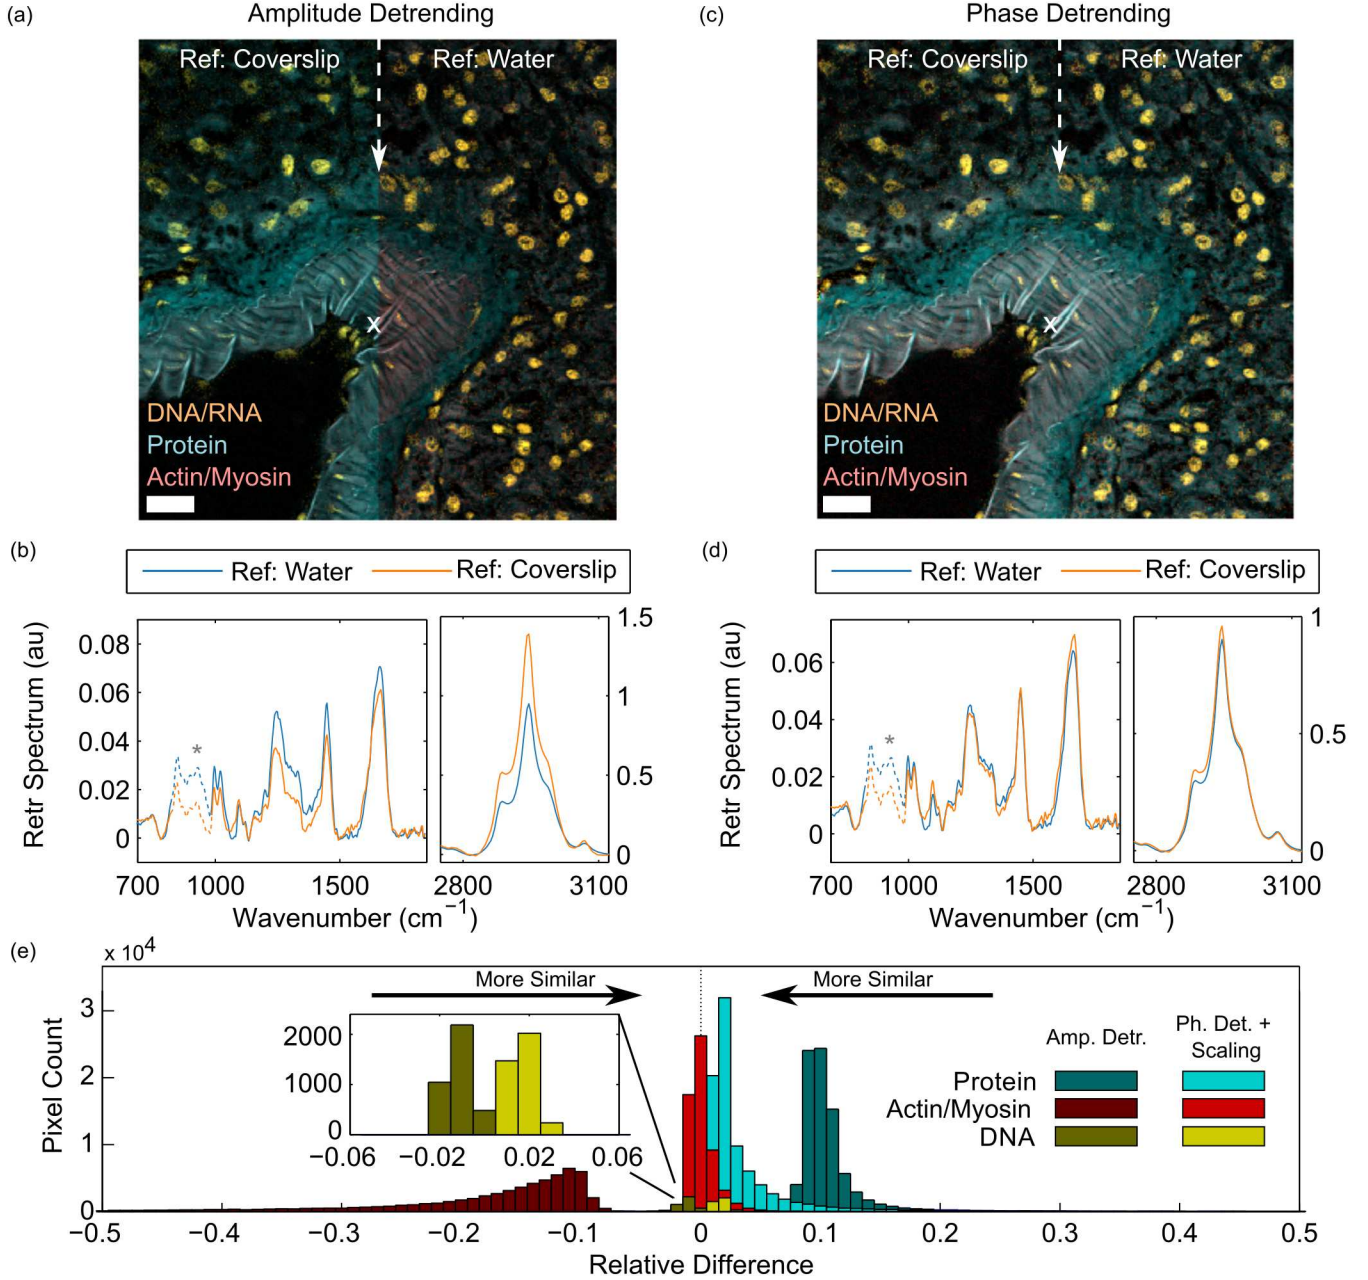 (a)
Amplitude Detrending
Ref: Coverslip
Ref: Water
x
DNA/RNA
Protein
Actin/Myosin
(c)
Phase Detrending
Ref: Coverslip
Ref: Water
x
DNA/RNA
Protein
Actin/Myosin
(b)
Ref: Water
Ref: Coverslip
Retr Spectrum (au)
0.08
0.06
0.04
0.02
0
*
1.5
1
0.5
0
700
1000
1500
2800
3100
Wavenumber (cm⁻¹)
(d)
Ref: Water
Ref: Coverslip
Retr Spectrum (au)
0.06
0.04
0.02
0
*
1
0.5
0
700
1000
1500
2800
3100
Wavenumber (cm⁻¹)
(e)
x 10⁴
Pixel Count
3
2
1
0
More Similar
More Similar
2000
1000
0
−0.06
−0.02
0.02
0.06
Amp. Detr.
Ph. Det. +
Scaling
Protein
Actin/Myosin
DNA
−0.5
−0.4
−0.3
−0.2
−0.1
0
0.1
0.2
0.3
0.4
0.5
Relative Difference